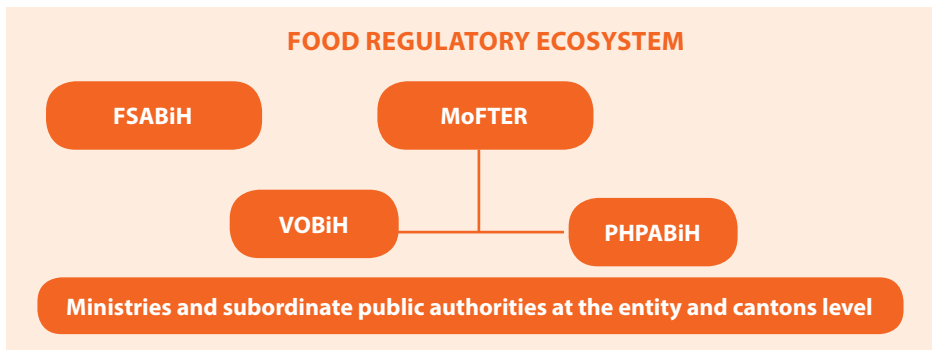 FOOD REGULATORY ECOSYSTEM
FSABiH
MoFTER
VOBiH
PHPABiH
Ministries and subordinate public authorities at the entity and cantons level